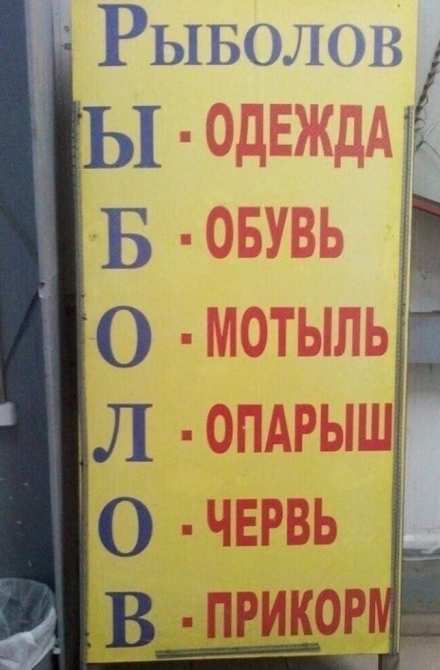 Рыболов
Ы - ОДЕЖДА
Б - ОБУВЬ
О - МОТЫЛЬ
Л - ОПАРЫШ
О - ЧЕРВЬ
В - ПРИКОРМ